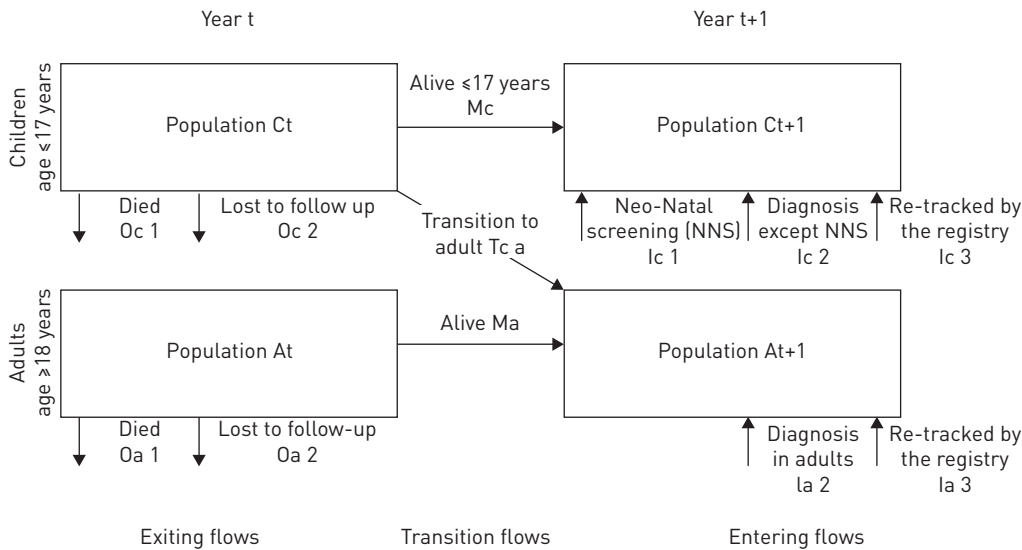 Year t
Year t+1
Children
age ≤17 years
Population Ct
Alive ≤17 years
Mc
Population Ct+1
Died
Oc 1
Lost to follow up
Oc 2
Transition to
adult Tc a
Neo-Natal
screening (NNS)
Ic 1
Diagnosis
except NNS
Ic 2
Re-tracked by
the registry
Ic 3
Adults
age ≥18 years
Population At
Alive Ma
Population At+1
Died
Oa 1
Lost to follow-up
Oa 2
Diagnosis
in adults
la 2
Re-tracked by
the registry
Ia 3
Exiting flows
Transition flows
Entering flows